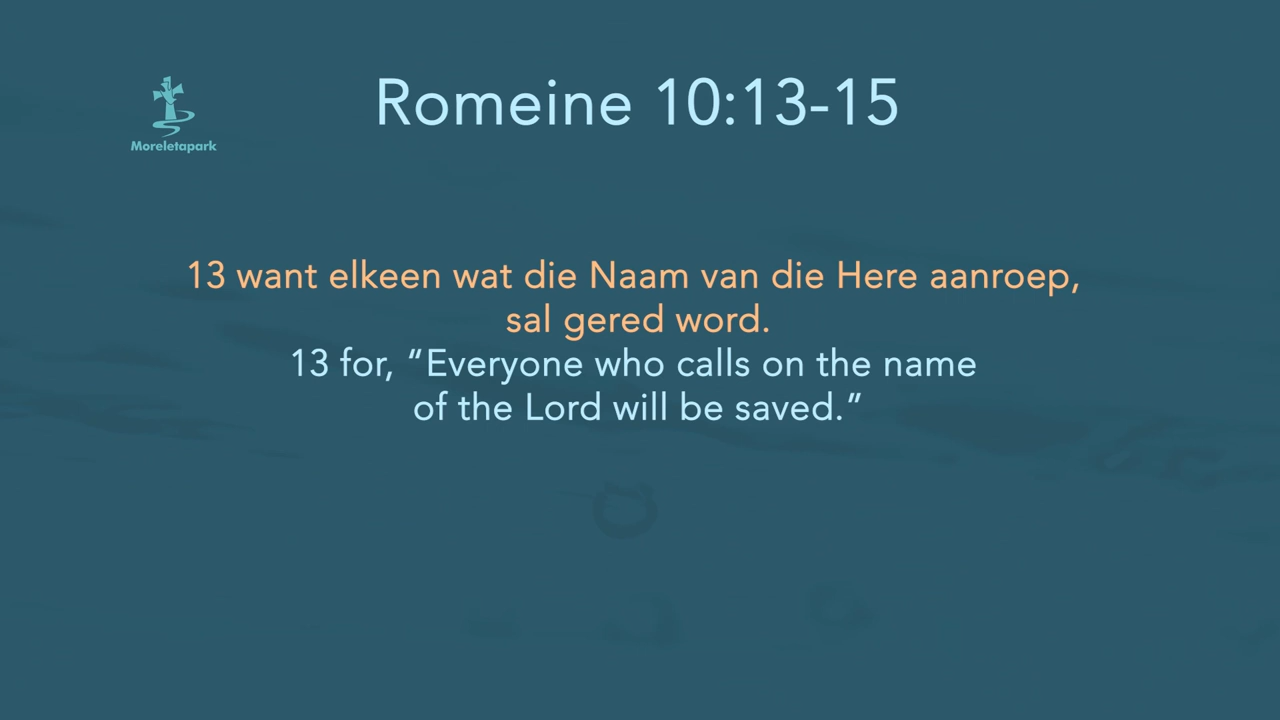 Romeine 10:13-15
Moreletapark
13 want elkeen wat die Naam van die Here aanroep,
sal gered word.
13 for, “Everyone who calls on the name
of the Lord will be saved.”